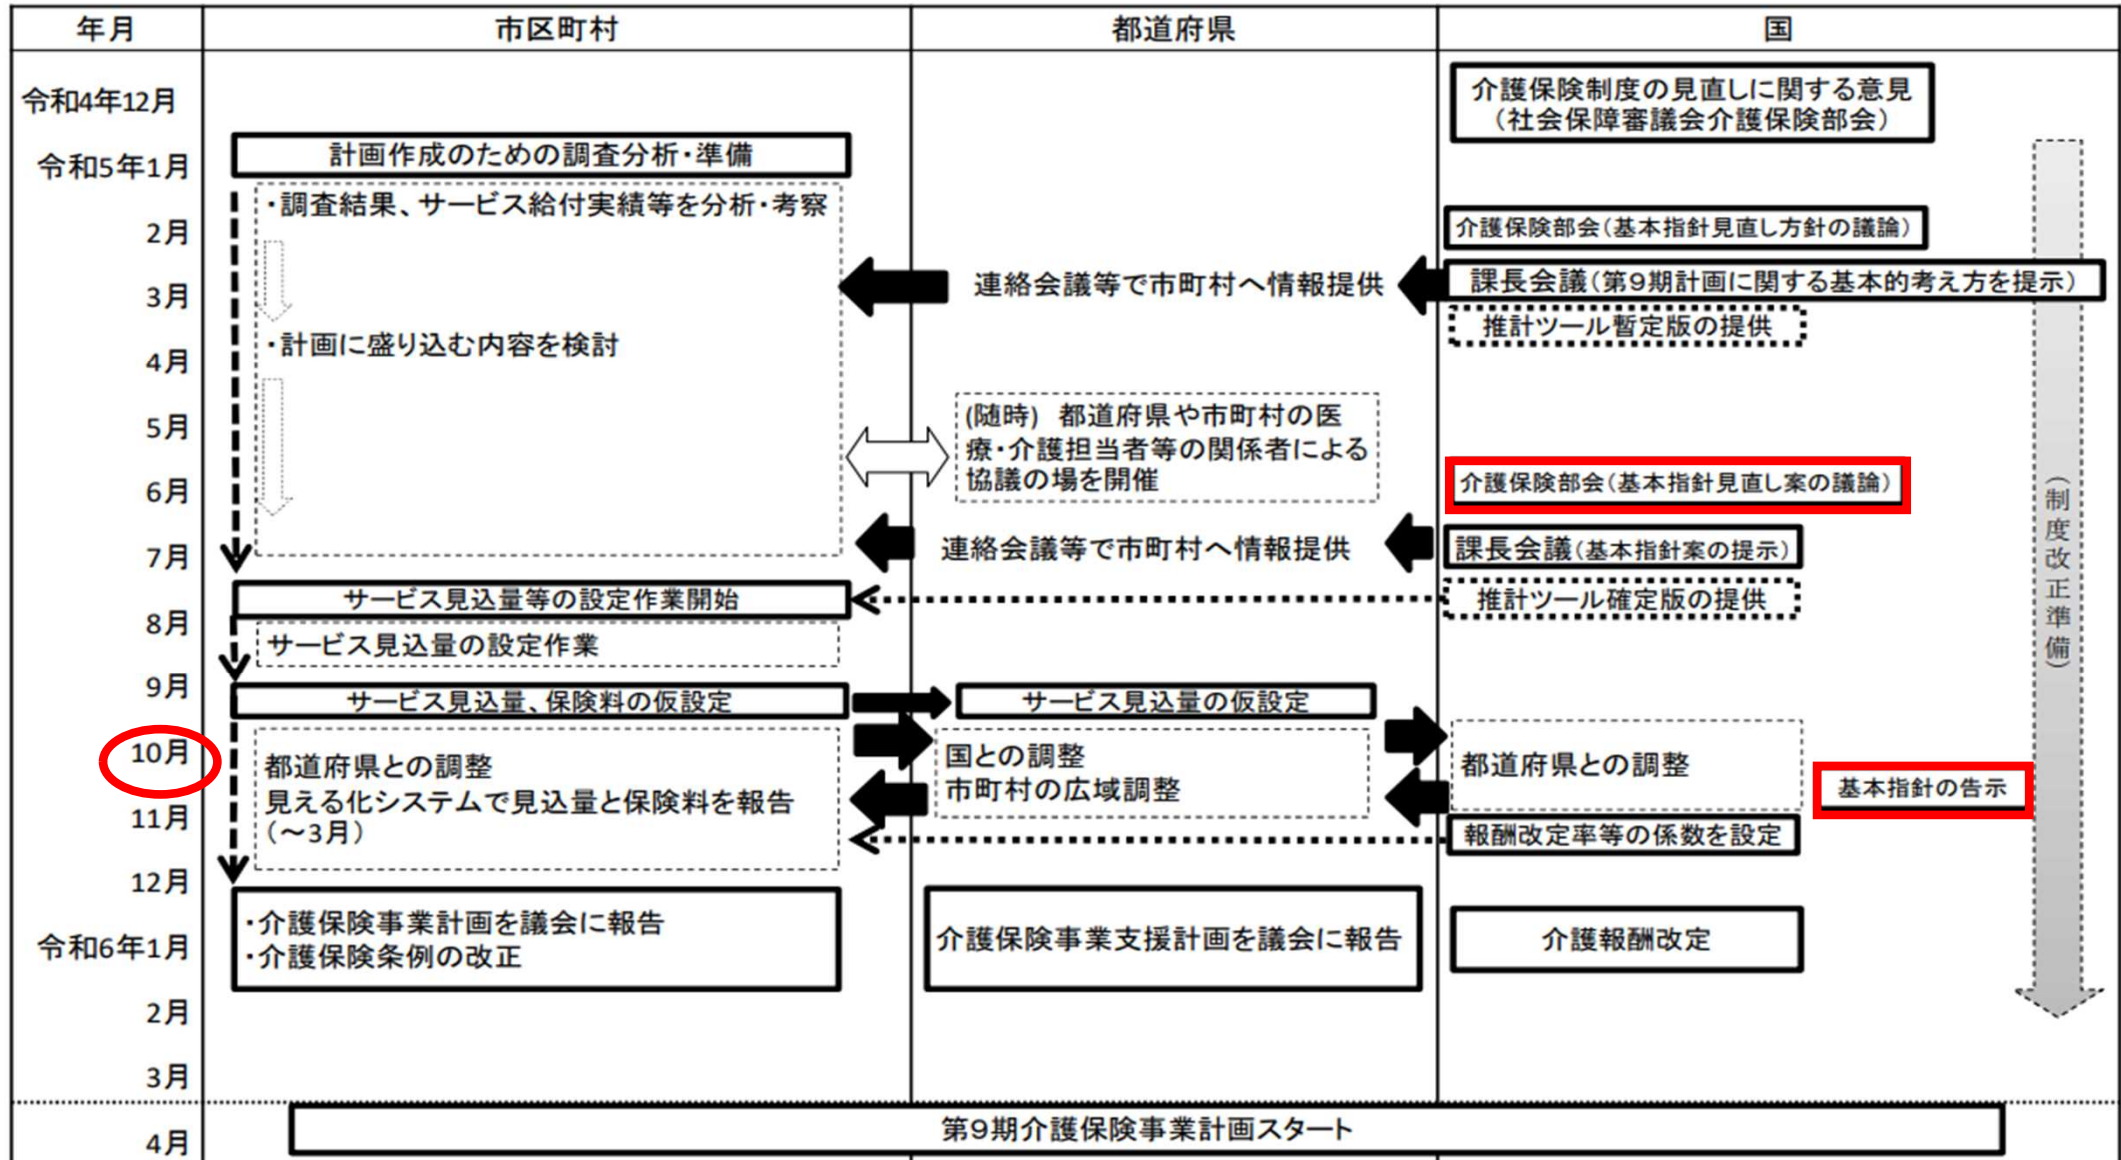 年月
市区町村
都道府県
国
令和4年12月
令和5年1月
2月
3月
4月
5月
6月
7月
8月
9月
10月
11月
12月
令和6年1月
2月
3月
4月
計画作成のための調査分析・準備
・調査結果、サービス給付実績等を分析・考察
・計画に盛り込む内容を検討
サービス見込量等の設定作業開始
サービス見込量の設定作業
サービス見込量、保険料の仮設定
都道府県との調整
見える化システムで見込量と保険料を報告
（～3月）
・介護保険事業計画を議会に報告
・介護保険条例の改正
連絡会議等で市町村へ情報提供
(随時)　都道府県や市町村の医
療・介護担当者等の関係者による
協議の場を開催
連絡会議等で市町村へ情報提供
サービス見込量の仮設定
国との調整
市町村の広域調整
介護保険事業支援計画を議会に報告
介護保険制度の見直しに関する意見
（社会保障審議会介護保険部会）
介護保険部会（基本指針見直し方針の議論）
課長会議（第９期計画に関する基本的考え方を提示）
推計ツール暫定版の提供
介護保険部会（基本指針見直し案の議論）
課長会議（基本指針案の提示）
推計ツール確定版の提供
都道府県との調整
基本指針の告示
報酬改定率等の係数を設定
介護報酬改定
（制度改正準備）
第９期介護保険事業計画スタート